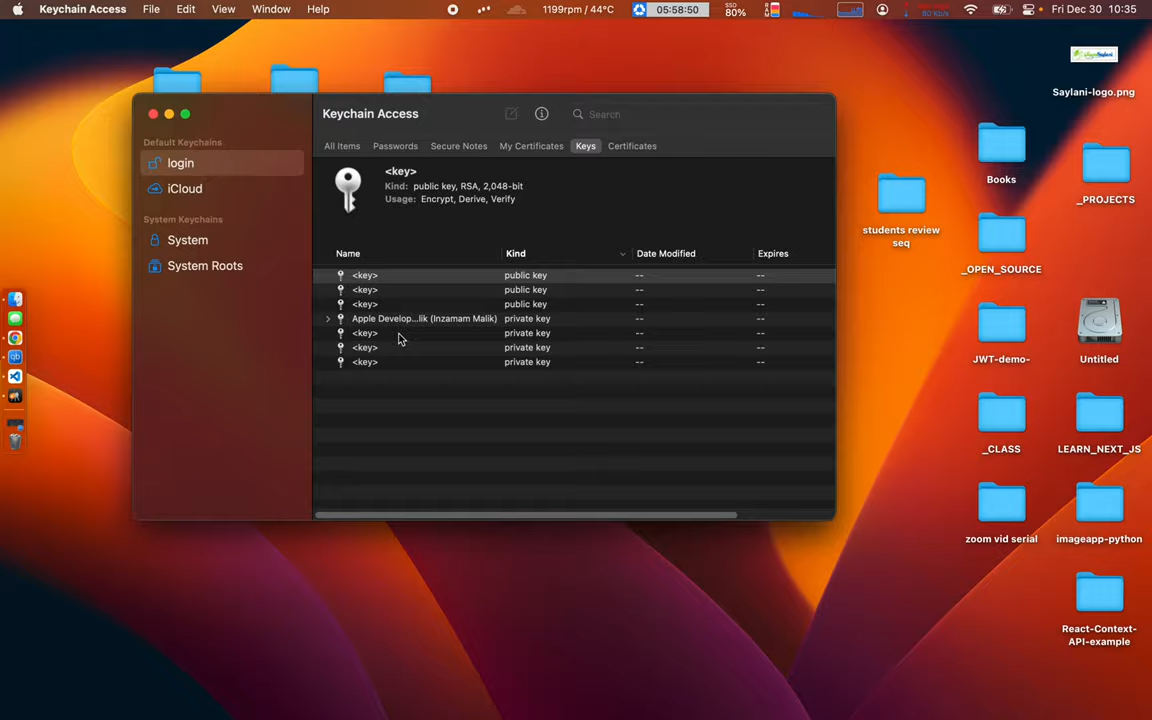 Keychain Access File Edit View Window Help 1199rpm / 44°C 05:58:50 SSD 80% Fri Dec 30 10:35
Saylani-logo.png
Keychain Access
Search
Default Keychains
login
iCloud
System Keychains
System
System Roots
All Items Passwords Secure Notes My Certificates Keys Certificates
<key>
Kind: public key, RSA, 2,048-bit
Usage: Encrypt, Derive, Verify
Name Kind Date Modified Expires
<key> public key -- --
<key> public key -- --
<key> public key -- --
Apple Develop...lik (Inzamam Malik) private key -- --
<key> private key -- --
<key> private key -- --
<key> private key -- --
Books
_PROJECTS
students review
seq
_OPEN_SOURCE
JWT-demo-
Untitled
_CLASS
LEARN_NEXT_JS
zoom vid serial
imageapp-python
React-Context-
API-example